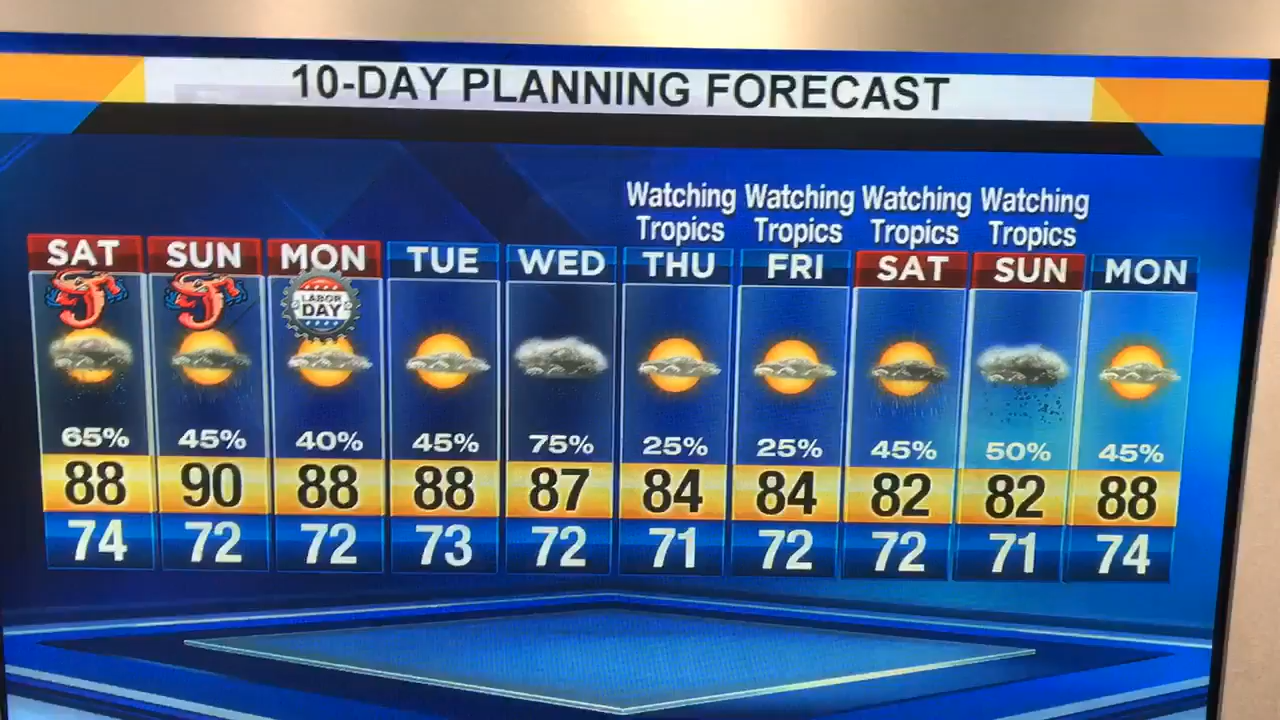 10-DAY PLANNING FORECAST
Watching Watching Watching Watching
Tropics Tropics Tropics Tropics
SAT SUN MON TUE WED THU FRI SAT SUN MON
LABOR
DAY
65% 45% 40% 45% 75% 25% 25% 45% 50% 45%
88 90 88 88 87 84 84 82 82 88
74 72 72 73 72 71 72 72 71 74